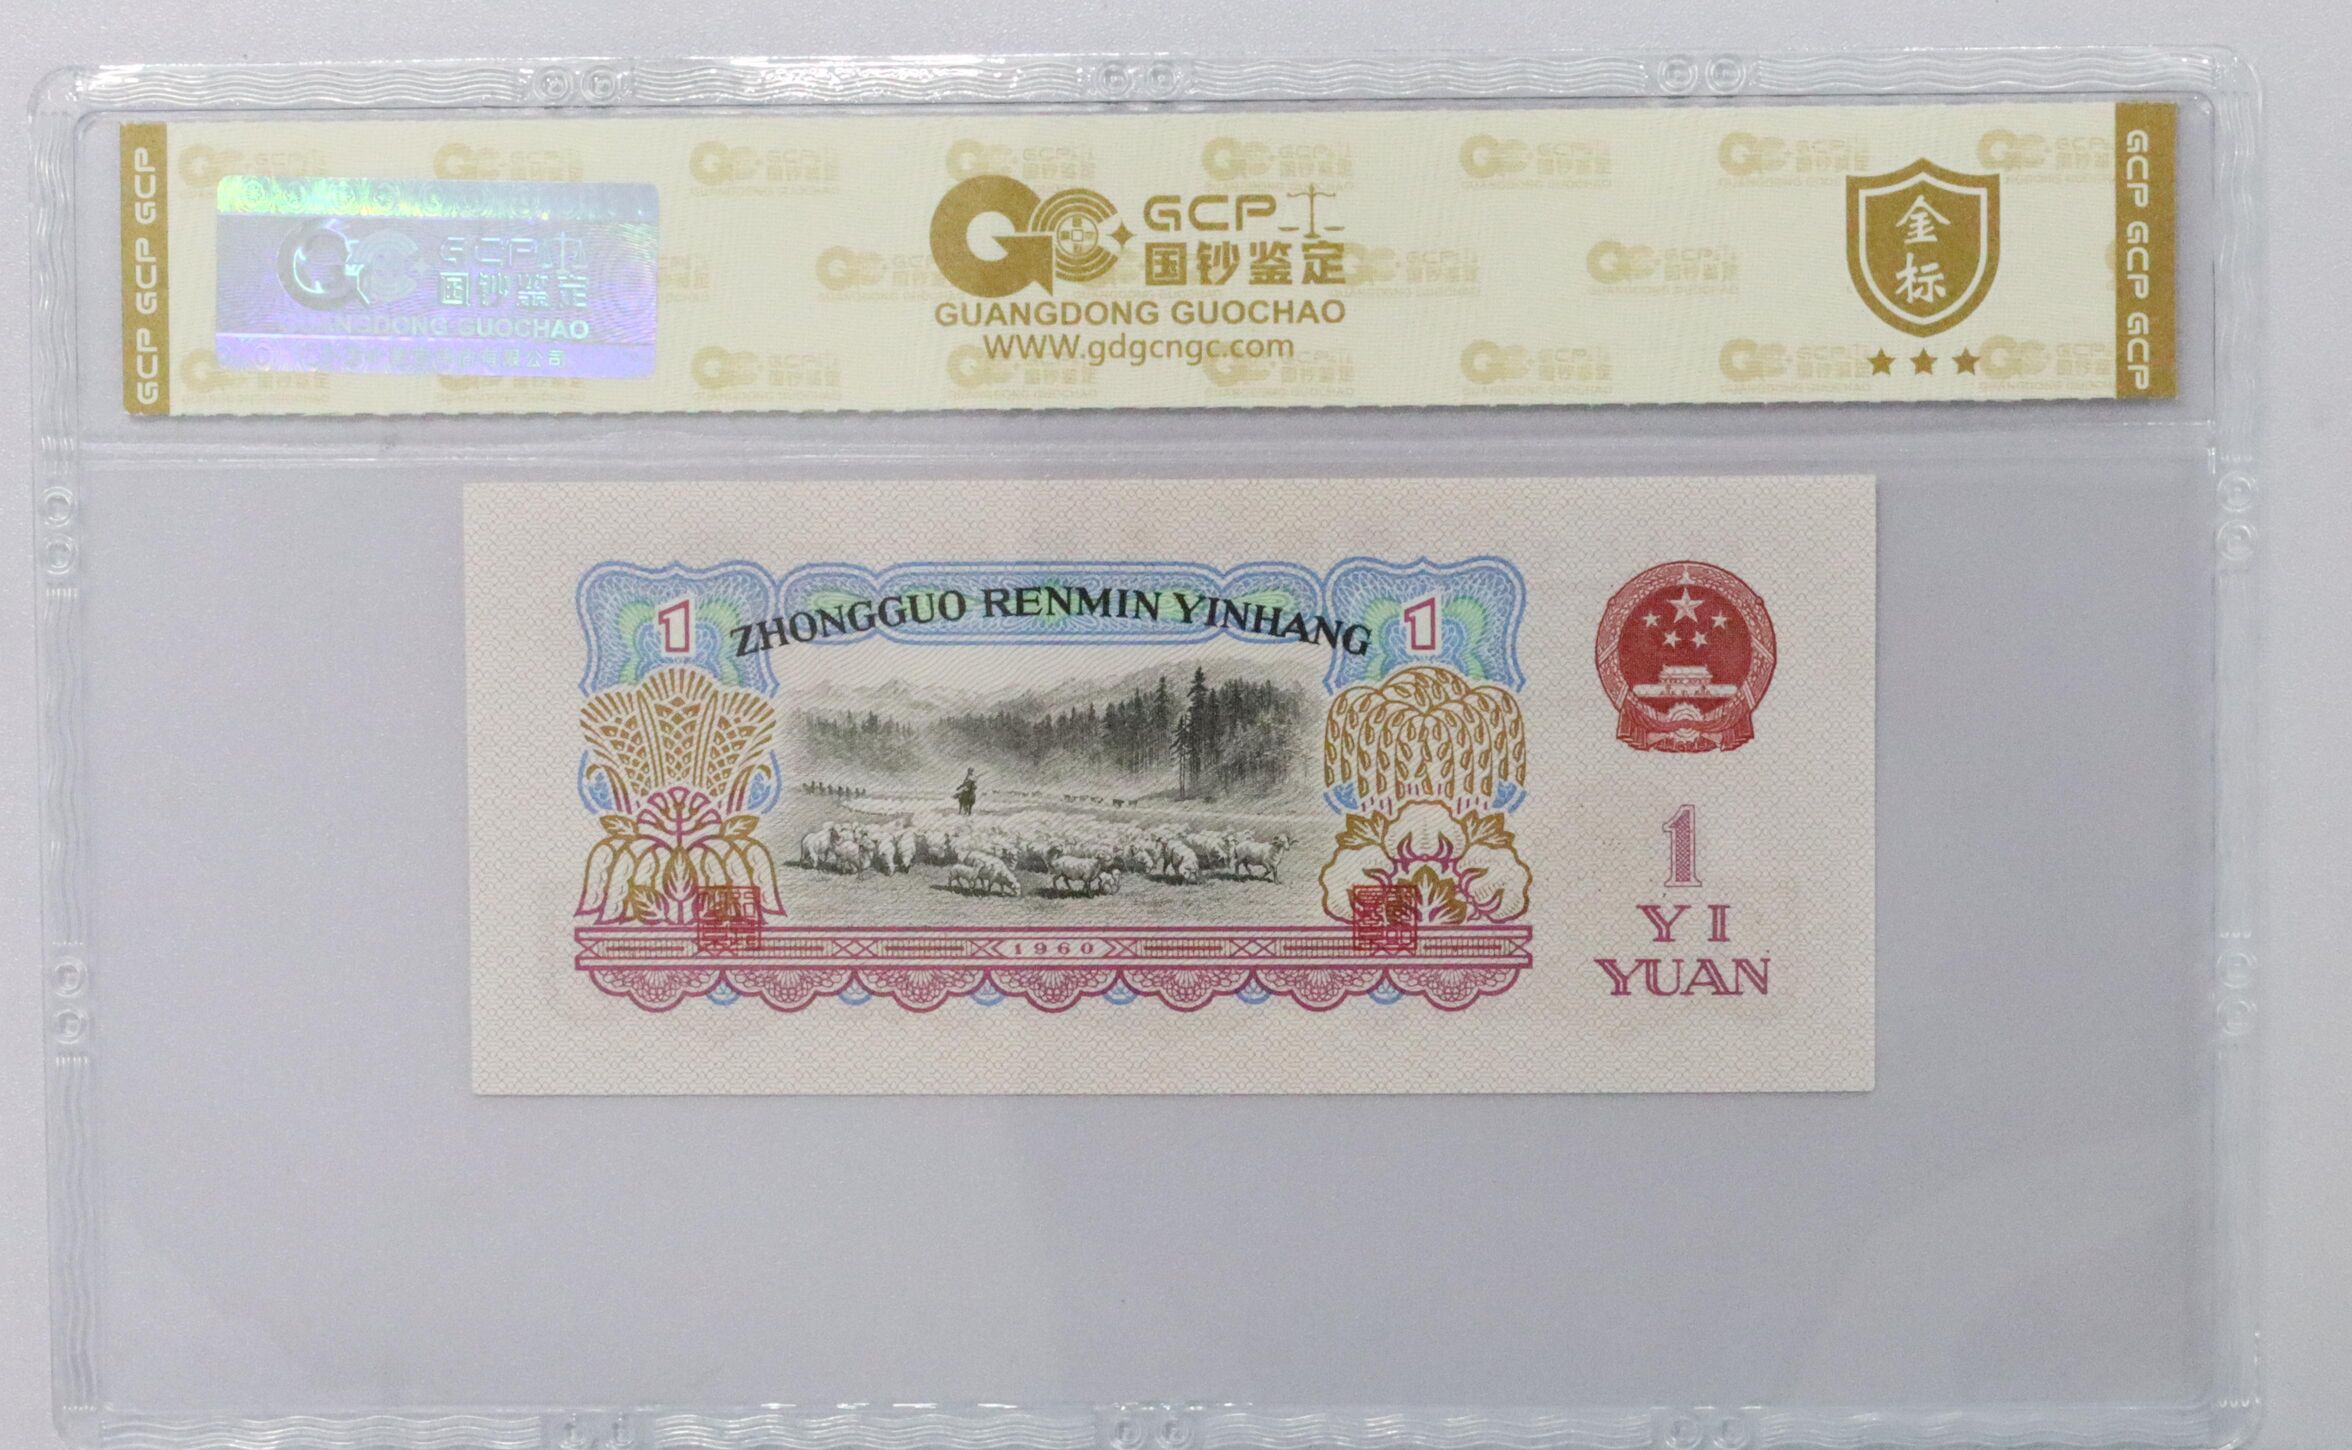 GCP GCP GCP
GCP
国钞鉴定
GUANGDONG GUOCHAO
GCP
国钞鉴定
GUANGDONG GUOCHAO
WWW.gdgcngc.com
金
标
GCP GCP GCP
1
ZHONGGUO RENMIN YINHANG
1
1960
1
YI
YUAN